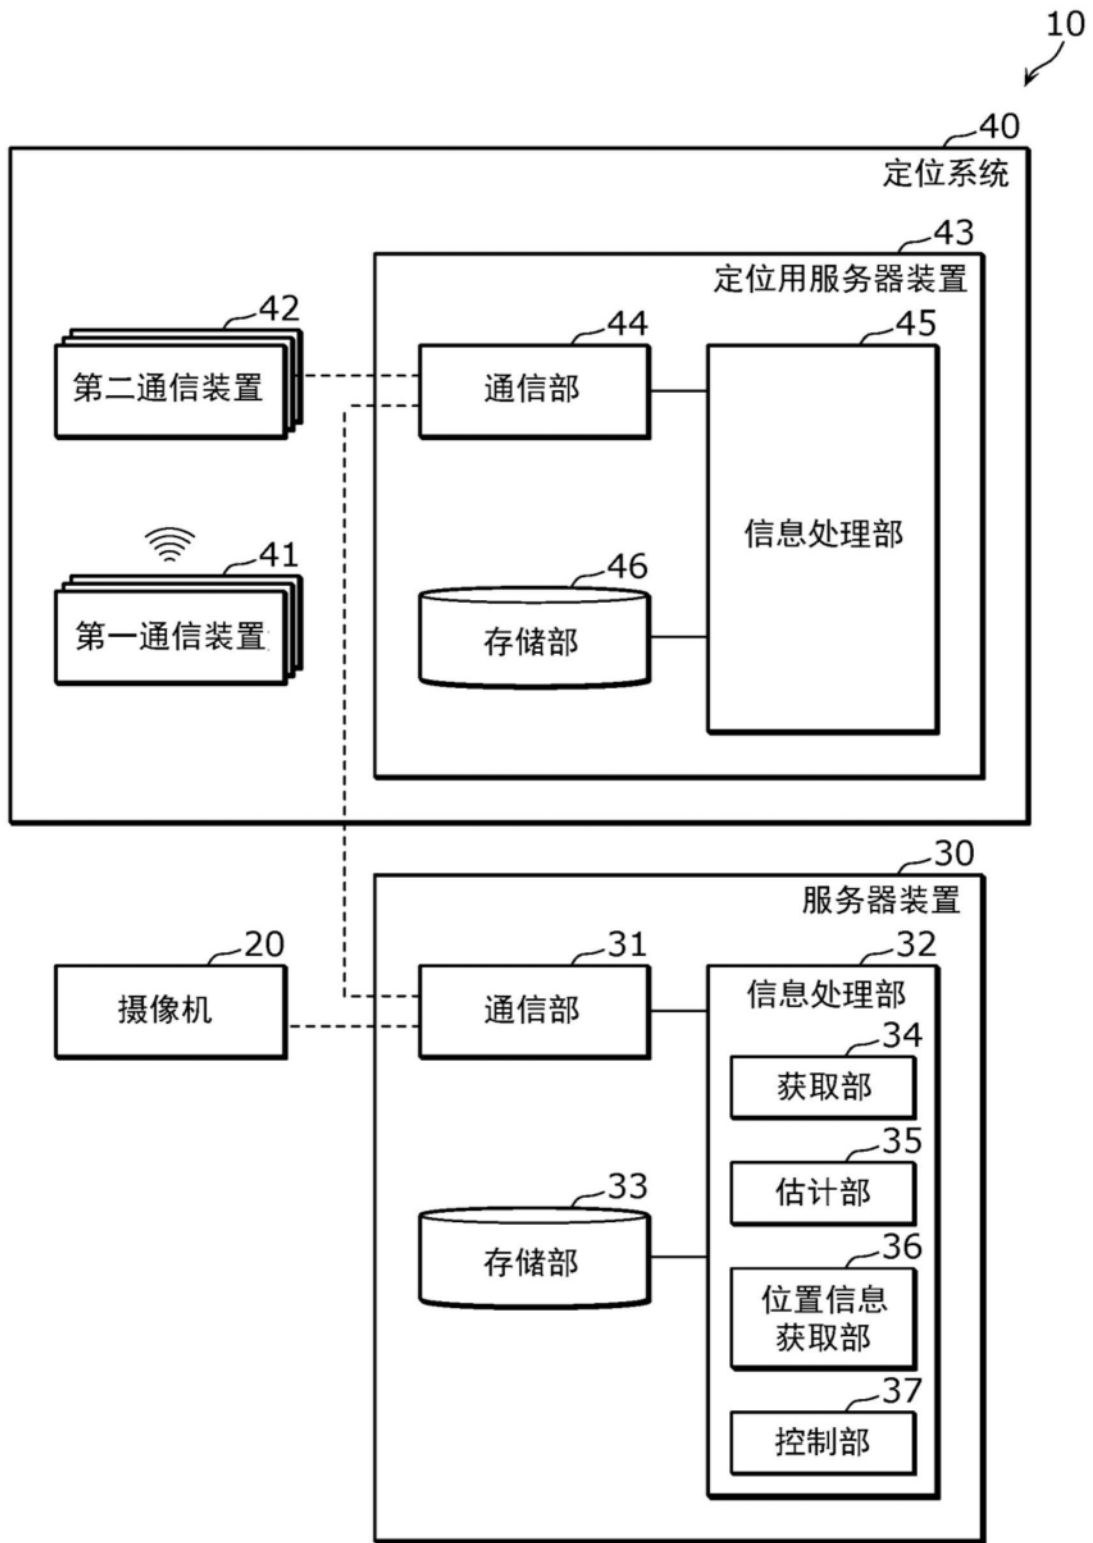 10
40
定位系统
43
定位用服务器装置
42
第二通信装置
44
通信部
45
信息处理部
41
第一通信装置
46
存储部
30
服务器装置
20
摄像机
31
通信部
32
信息处理部
34
获取部
35
估计部
33
存储部
36
位置信息
获取部
37
控制部